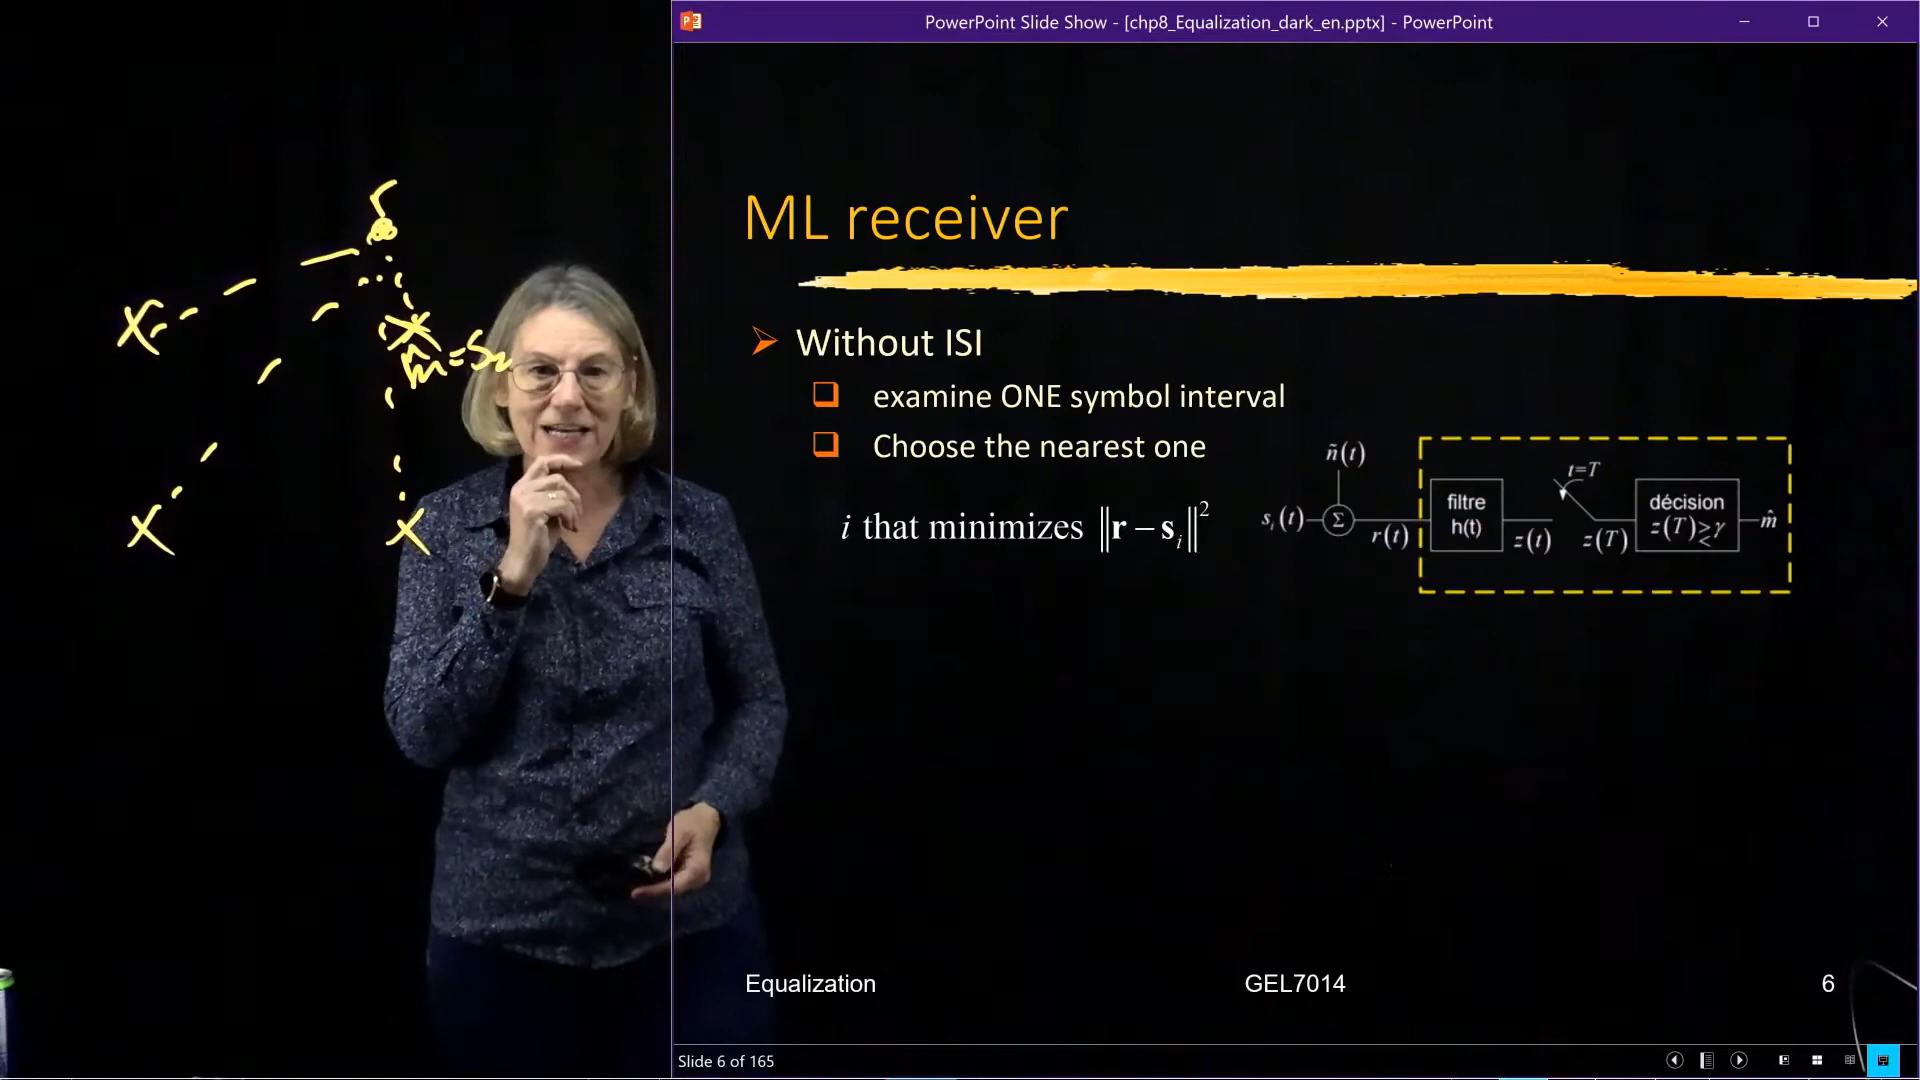 PowerPoint Slide Show - [chp8_Equalization_dark_en.pptx] - PowerPoint
r
X
X
m̂ = S₂
X
X
ML receiver
Without ISI
examine ONE symbol interval
Choose the nearest one
i that minimizes ‖r − sᵢ‖²
ñ(t)
sᵢ(t)
Σ
r(t)
filtre
h(t)
z(t)
t=T
z(T)
décision
z(T)≷γ
m̂
Equalization
GEL7014
6
Slide 6 of 165